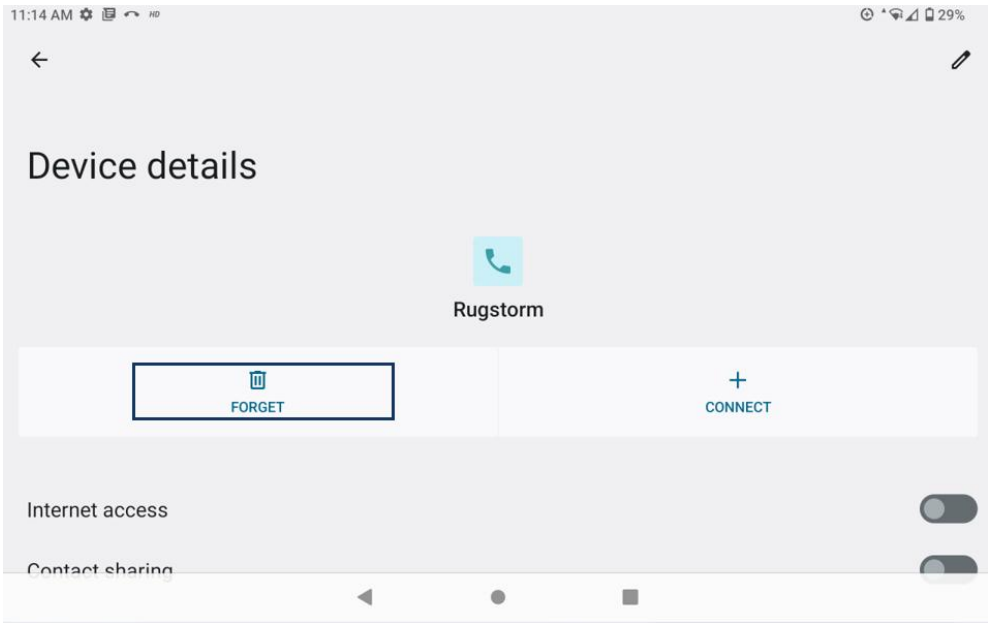 11:14 AM HD 29%
Device details
Rugstorm
FORGET CONNECT
Internet access
Contact sharing